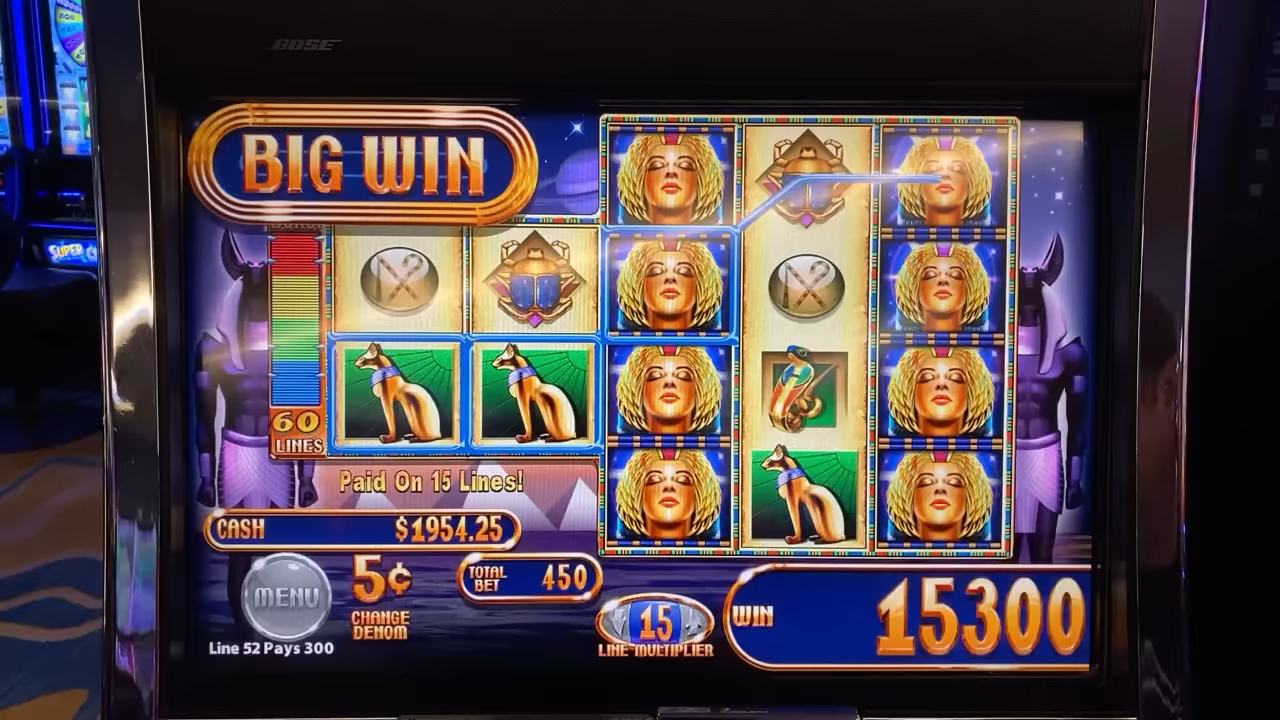 BOSE
BIG WIN
SUPER
60
LINES
Paid On 15 Lines!
CASH $1954.25
MENU
5¢
CHANGE
DENOM
TOTAL
BET
450
15
LINE MULTIPLIER
WIN 15300
Line 52 Pays 300